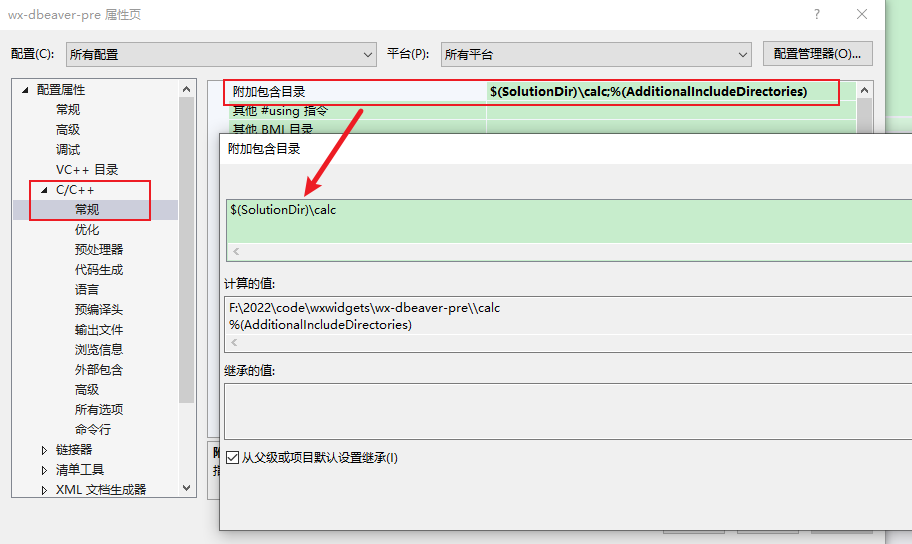 wx-dbeaver-pre 属性页
配置(C): 所有配置 平台(P): 所有平台 配置管理器(O)...
配置属性
常规
高级
调试
VC++ 目录
C/C++
常规
优化
预处理器
代码生成
语言
预编译头
输出文件
浏览信息
外部包含
高级
所有选项
命令行
链接器
清单工具
XML 文档生成器
附加包含目录 $(SolutionDir)\calc;%(AdditionalIncludeDirectories)
其他 #using 指令
其他 BMI 目录
附加包含目录
$(SolutionDir)\calc
计算的值:
F:\2022\code\wxwidgets\wx-dbeaver-pre\\calc
%(AdditionalIncludeDirectories)
继承的值:
从父级或项目默认设置继承(I)